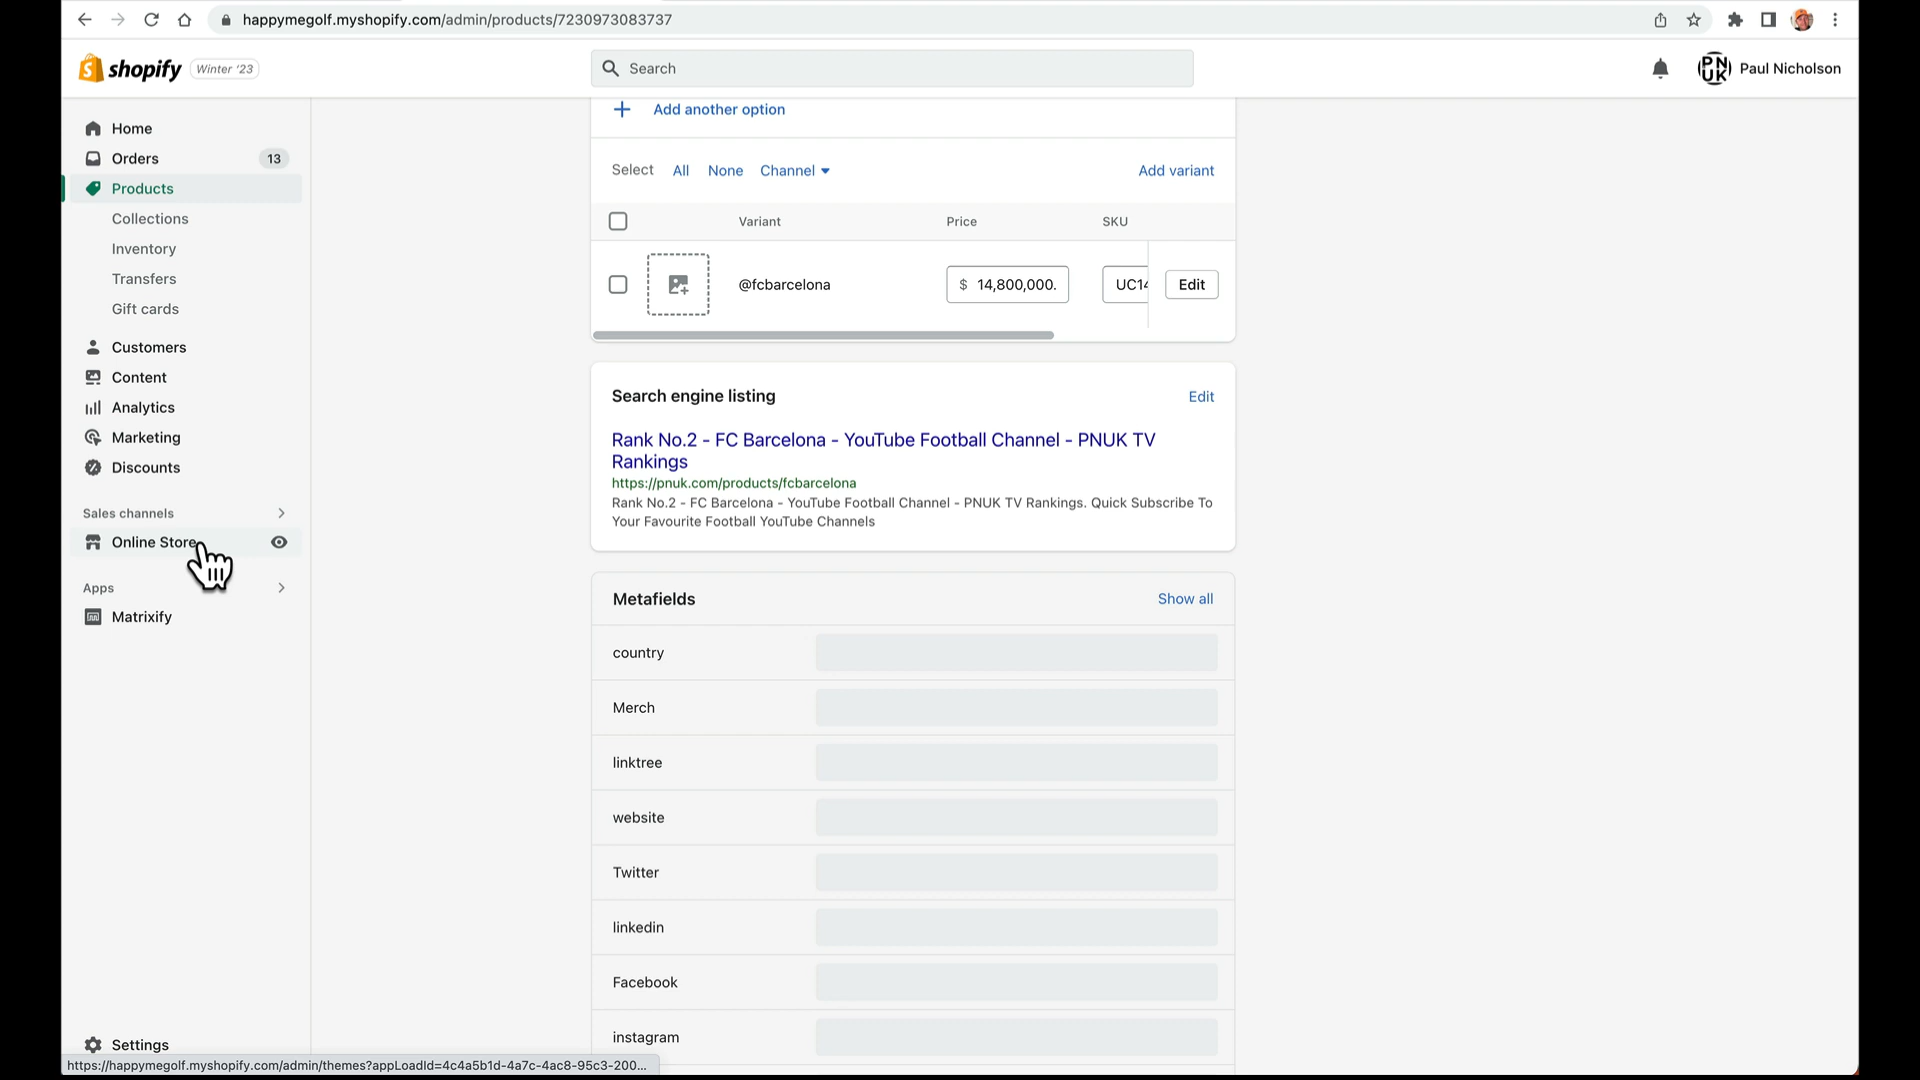 happymegolf.myshopify.com/admin/products/7230973083737
shopify Winter '23
Search
PN
UK
Paul Nicholson
Home
Orders 13
Products
Collections
Inventory
Transfers
Gift cards
Customers
Content
Analytics
Marketing
Discounts
Sales channels
Online Store
Apps
Matrixify
Settings
Add another option
Select All None Channel Add variant
Variant Price SKU
@fcbarcelona $ 14,800,000. UC14 Edit
Search engine listing Edit
Rank No.2 - FC Barcelona - YouTube Football Channel - PNUK TV
Rankings
https://pnuk.com/products/fcbarcelona
Rank No.2 - FC Barcelona - YouTube Football Channel - PNUK TV Rankings. Quick Subscribe To
Your Favourite Football YouTube Channels
Metafields Show all
country
Merch
linktree
website
Twitter
linkedin
Facebook
instagram
https://happymegolf.myshopify.com/admin/themes?appLoadId=4c4a5b1d-4a7c-4ac8-95c3-200...